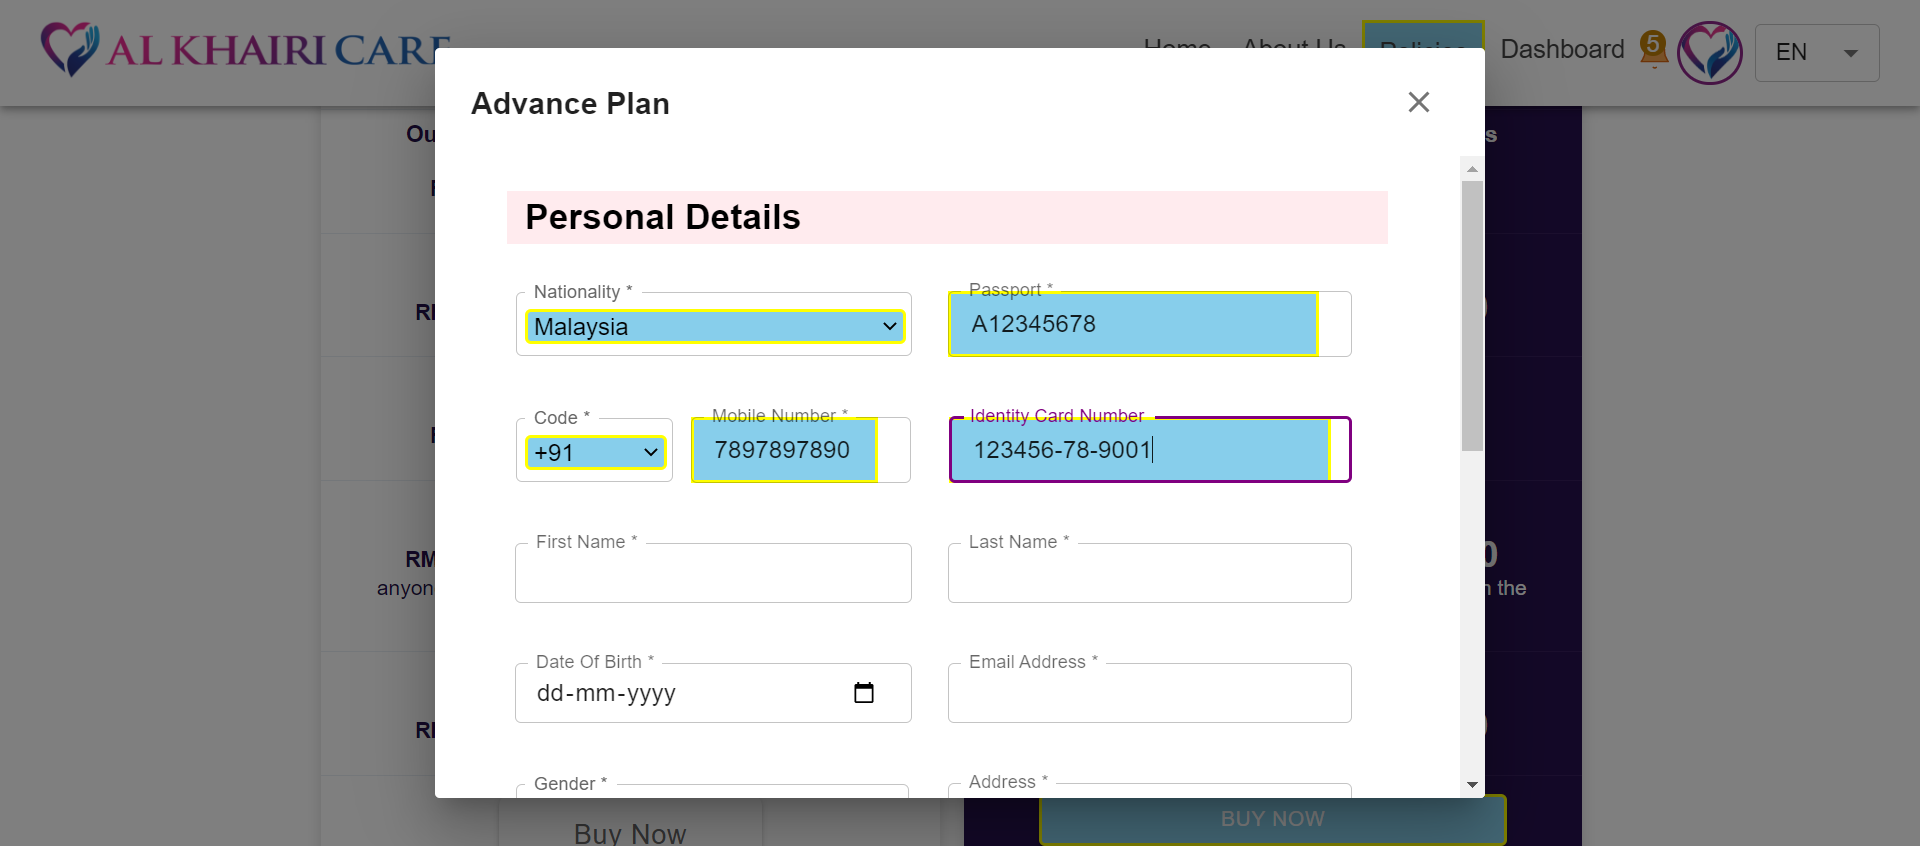 AL KHAIRI CARE
Home About Us Policies Dashboard 5 EN
Advance Plan
Ou
s
Personal Details
Nationality *
Malaysia
Passport *
A12345678
Code *
+91
Mobile Number *
7897897890
Identity Card Number
123456-78-9001
First Name *
Last Name *
RM
anyon
the
Date Of Birth *
dd-mm-yyyy
Email Address *
Gender *
Address *
Buy Now
BUY NOW